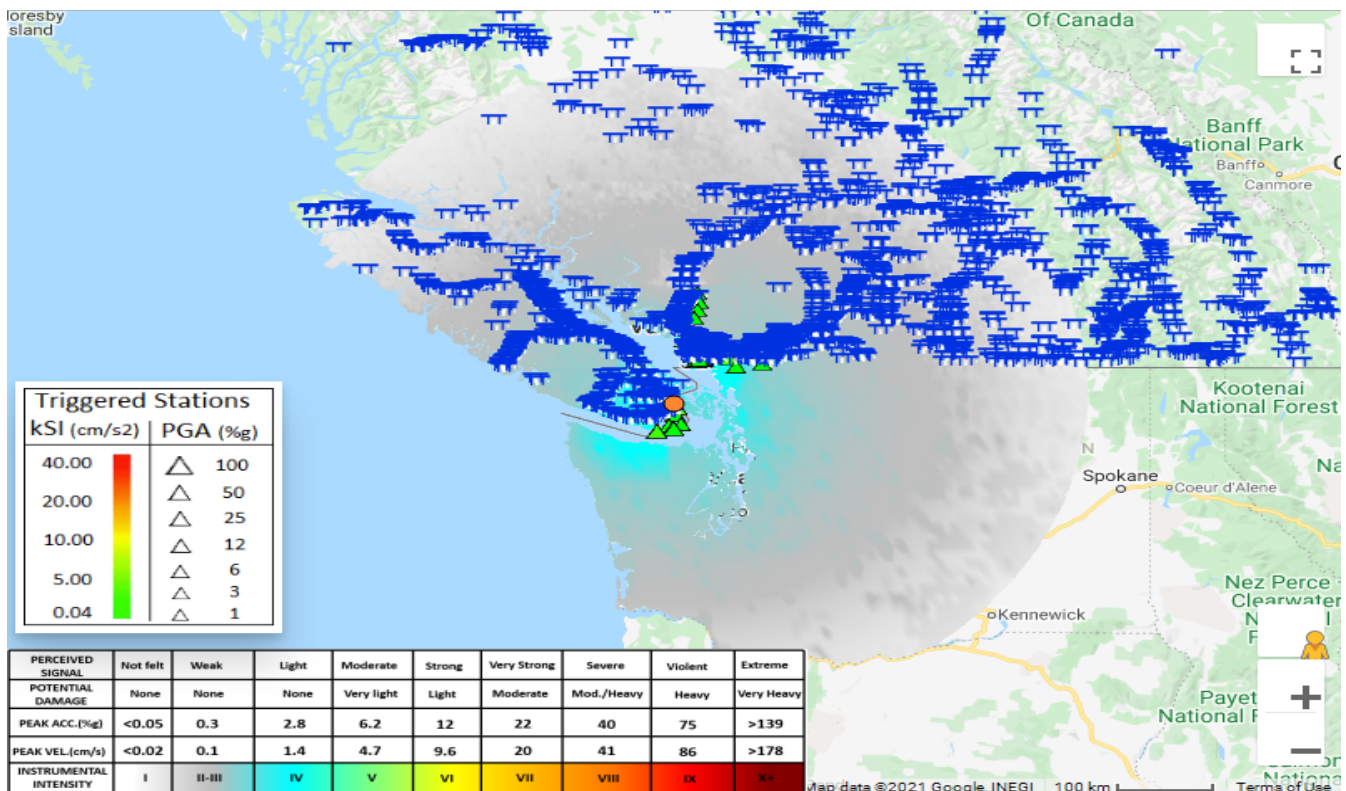 oresby
sland
Of Canada
Banff
National Park
Banff
Canmore
Kootenai
National Forest
N
Spokane
Coeur d'Alene
Na
Nez Perce -
Clearwater
Kennewick
Payet
National F
National
Triggered Stations
kSI (cm/s2) PGA (%g)
40.00 100
50
20.00 25
10.00 12
6
5.00 3
0.04 1
PERCEIVED SIGNAL Not felt Weak Light Moderate Strong Very Strong Severe Violent Extreme
POTENTIAL DAMAGE None None None Very light Light Moderate Mod./Heavy Heavy Very Heavy
PEAK ACC.(%g) <0.05 0.3 2.8 6.2 12 22 40 75 >139
PEAK VEL.(cm/s) <0.02 0.1 1.4 4.7 9.6 20 41 86 >178
INSTRUMENTAL INTENSITY I II-III IV V VI VII VIII IX X+
Map data ©2021 Google, INEGI 100 km Terms of Use